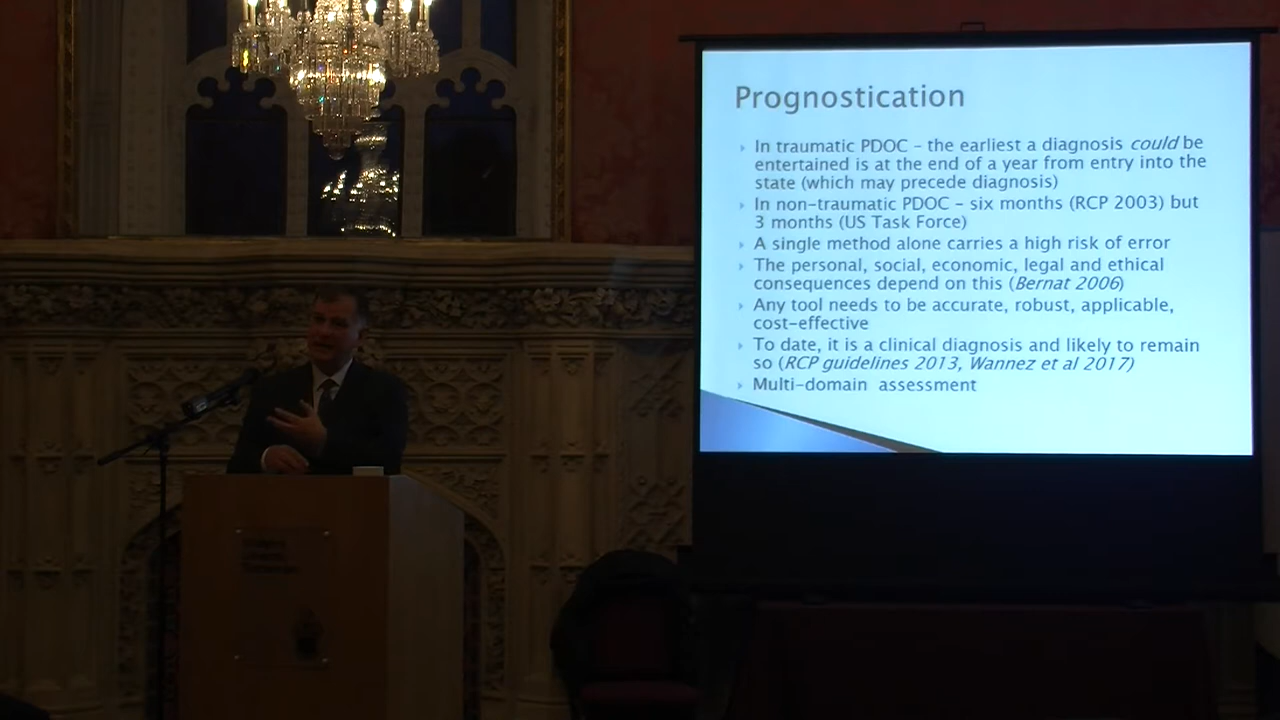 Prognostication
In traumatic PDOC – the earliest a diagnosis could be
entertained is at the end of a year from entry into the
state (which may precede diagnosis)
In non-traumatic PDOC – six months (RCP 2003) but
3 months (US Task Force)
A single method alone carries a high risk of error
The personal, social, economic, legal and ethical
consequences depend on this (Bernat 2006)
Any tool needs to be accurate, robust, applicable,
cost-effective
To date, it is a clinical diagnosis and likely to remain
so (RCP guidelines 2013, Wannez et al 2017)
Multi-domain assessment